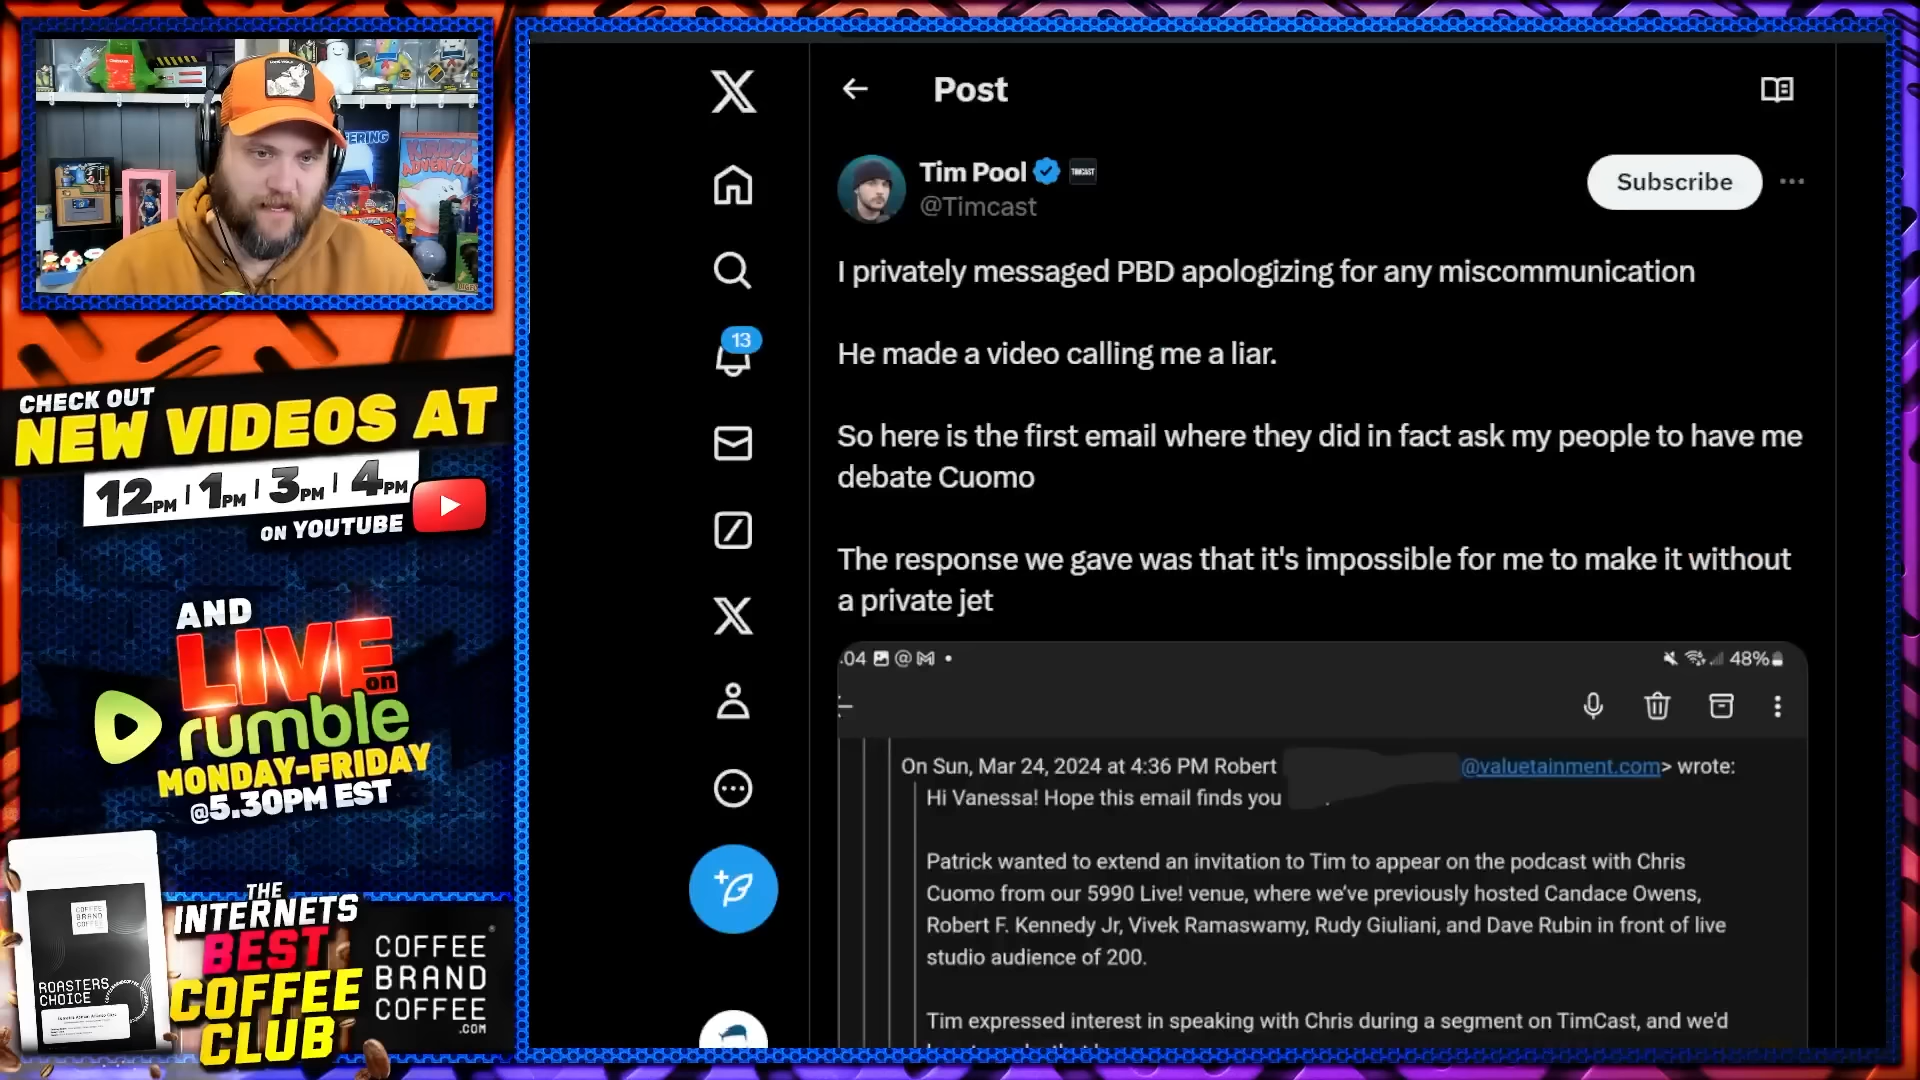 CHECK OUT
NEW VIDEOS AT
12PM | 1PM | 3PM | 4PM
ON YOUTUBE
AND
LIVE
on
rumble
MONDAY-FRIDAY
@5.30PM EST
THE
INTERNETS
BEST
COFFEE
CLUB
COFFEE
BRAND
COFFEE
.COM
COFFEE
BRAND
COFFEE
ROASTERS
CHOICE
KIRBY'S
ADVENTURE
Post
Tim Pool
TIMCAST
@Timcast
Subscribe
13
I privately messaged PBD apologizing for any miscommunication
He made a video calling me a liar.
So here is the first email where they did in fact ask my people to have me
debate Cuomo
The response we gave was that it's impossible for me to make it without
a private jet
:04
48%
On Sun, Mar 24, 2024 at 4:36 PM Robert @valuetainment.com> wrote:
Hi Vanessa! Hope this email finds you
Patrick wanted to extend an invitation to Tim to appear on the podcast with Chris
Cuomo from our 5990 Live! venue, where we've previously hosted Candace Owens,
Robert F. Kennedy Jr, Vivek Ramaswamy, Rudy Giuliani, and Dave Rubin in front of live
studio audience of 200.
Tim expressed interest in speaking with Chris during a segment on TimCast, and we'd